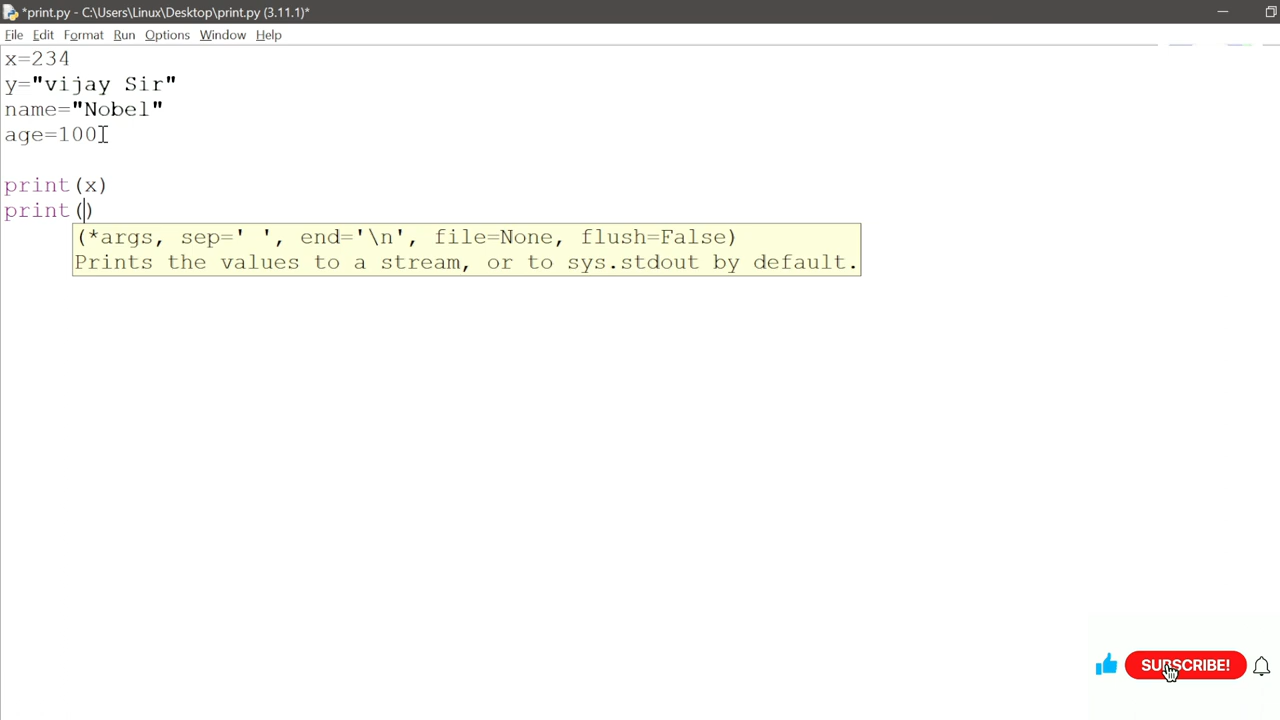 *print.py - C:\Users\Linux\Desktop\print.py (3.11.1)*
File Edit Format Run Options Window Help
x=234
y="vijay Sir"
name="Nobel"
age=100
print(x)
print()
(*args, sep=' ', end='\n', file=None, flush=False)
Prints the values to a stream, or to sys.stdout by default.
SUBSCRIBE!